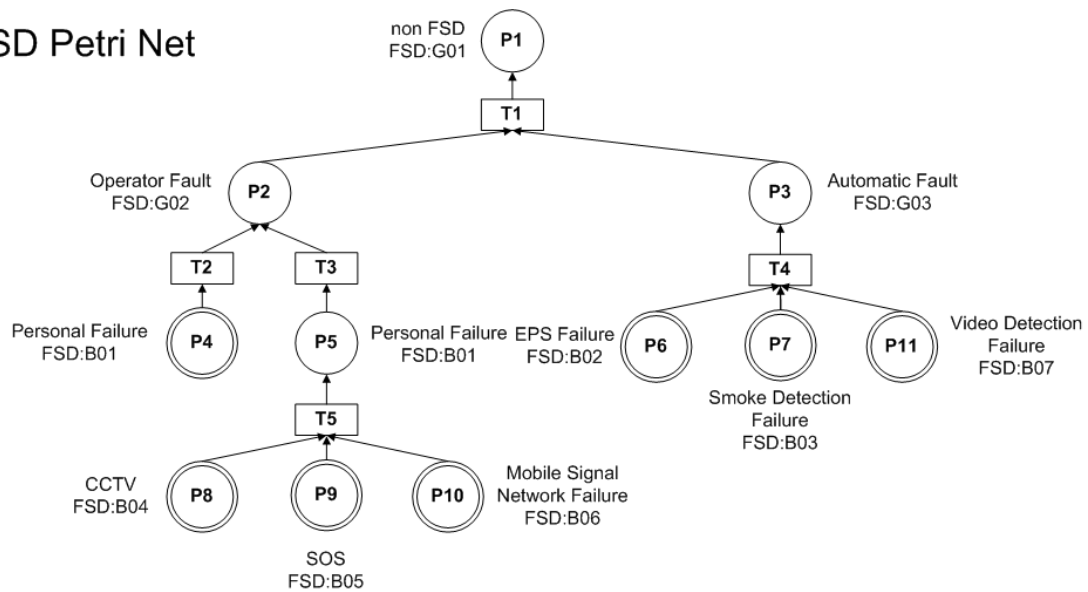 SD Petri Net
non FSD
FSD:G01
P1
T1
Operator Fault
FSD:G02
P2
P3
Automatic Fault
FSD:G03
T2
T3
T4
Personal Failure
FSD:B01
P4
P5
Personal Failure
FSD:B01
EPS Failure
FSD:B02
P6
P7
P11
Video Detection
Failure
FSD:B07
Smoke Detection
Failure
FSD:B03
T5
CCTV
FSD:B04
P8
P9
P10
Mobile Signal
Network Failure
FSD:B06
SOS
FSD:B05